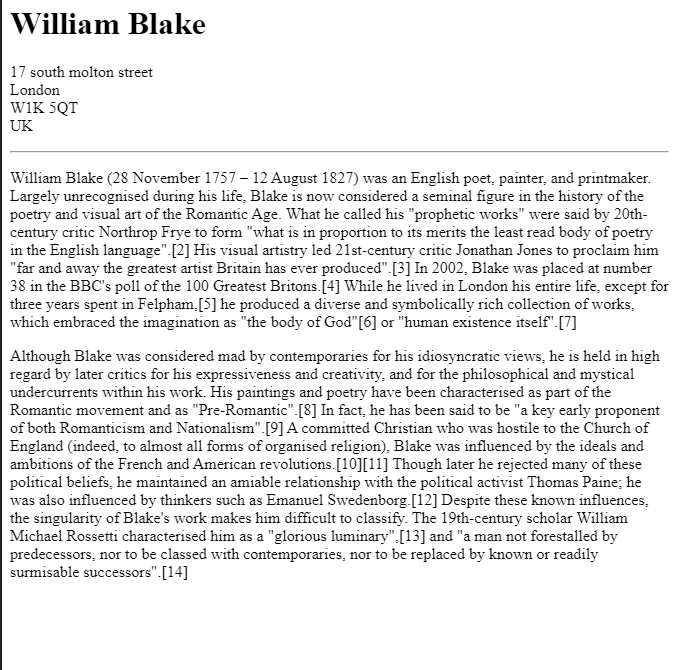 William Blake
17 south molton street
London
W1K 5QT
UK
William Blake (28 November 1757 – 12 August 1827) was an English poet, painter, and printmaker.
Largely unrecognised during his life, Blake is now considered a seminal figure in the history of the
poetry and visual art of the Romantic Age. What he called his "prophetic works" were said by 20th-
century critic Northrop Frye to form "what is in proportion to its merits the least read body of poetry
in the English language".[2] His visual artistry led 21st-century critic Jonathan Jones to proclaim him
"far and away the greatest artist Britain has ever produced".[3] In 2002, Blake was placed at number
38 in the BBC's poll of the 100 Greatest Britons.[4] While he lived in London his entire life, except for
three years spent in Felpham,[5] he produced a diverse and symbolically rich collection of works,
which embraced the imagination as "the body of God"[6] or "human existence itself".[7]
Although Blake was considered mad by contemporaries for his idiosyncratic views, he is held in high
regard by later critics for his expressiveness and creativity, and for the philosophical and mystical
undercurrents within his work. His paintings and poetry have been characterised as part of the
Romantic movement and as "Pre-Romantic".[8] In fact, he has been said to be "a key early proponent
of both Romanticism and Nationalism".[9] A committed Christian who was hostile to the Church of
England (indeed, to almost all forms of organised religion), Blake was influenced by the ideals and
ambitions of the French and American revolutions.[10][11] Though later he rejected many of these
political beliefs, he maintained an amiable relationship with the political activist Thomas Paine; he
was also influenced by thinkers such as Emanuel Swedenborg.[12] Despite these known influences,
the singularity of Blake's work makes him difficult to classify. The 19th-century scholar William
Michael Rossetti characterised him as a "glorious luminary",[13] and "a man not forestalled by
predecessors, nor to be classed with contemporaries, nor to be replaced by known or readily
surmisable successors".[14]